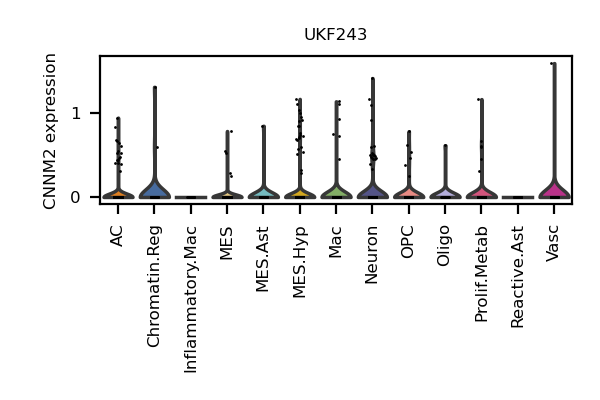 UKF243
CNNM2 expression
1
0
AC
Chromatin.Reg
Inflammatory.Mac
MES
MES.Ast
MES.Hyp
Mac
Neuron
OPC
Oligo
Prolif.Metab
Reactive.Ast
Vasc